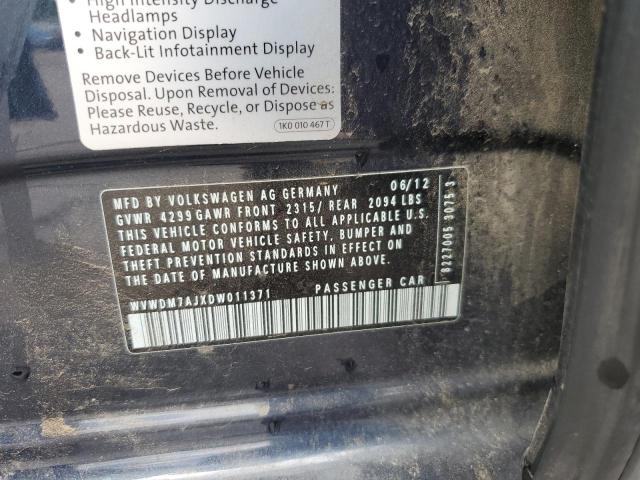 • High Intensity Discharge
Headlamps
• Navigation Display
• Back-Lit Infotainment Display
Remove Devices Before Vehicle
Disposal. Upon Removal of Devices:
Please Reuse, Recycle, or Dispose as
Hazardous Waste.
1K0 010 467 T
MFD BY VOLKSWAGEN AG GERMANY 06/12
GVWR 4299 GAWR FRONT 2315/ REAR 2094 LBS
THIS VEHICLE CONFORMS TO ALL APPLICABLE U.S.
FEDERAL MOTOR VEHICLE SAFETY, BUMPER AND
THEFT PREVENTION STANDARDS IN EFFECT ON
THE DATE OF MANUFACTURE SHOWN ABOVE.
WVWDM7AJXDW011371 PASSENGER CAR
8227005 3075 3